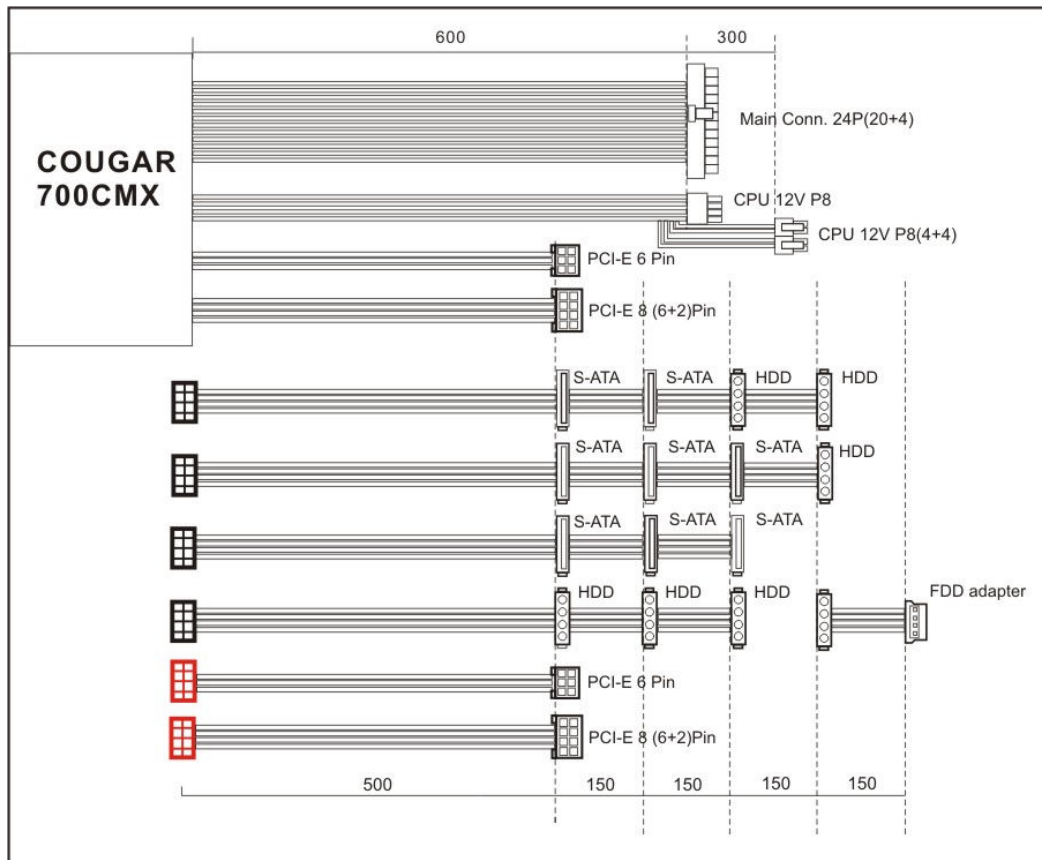 600 300
Main Conn. 24P(20+4)
COUGAR
700CMX
CPU 12V P8
CPU 12V P8(4+4)
PCI-E 6 Pin
PCI-E 8 (6+2)Pin
S-ATA S-ATA HDD HDD
S-ATA S-ATA S-ATA HDD
S-ATA S-ATA S-ATA
HDD HDD HDD FDD adapter
PCI-E 6 Pin
PCI-E 8 (6+2)Pin
500 150 150 150 150